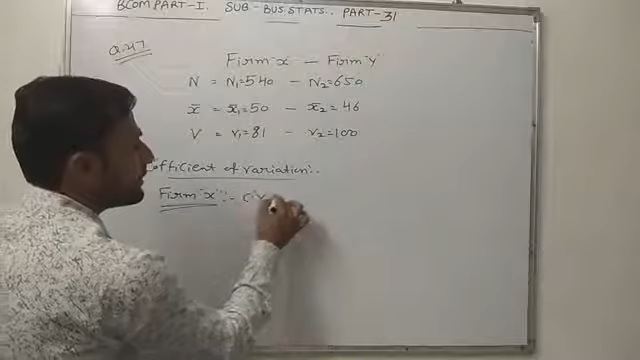 BCOM PART-I. SUB-BUS STATS.. PART-31
Q.47
Firm "X" - Firm "Y"
N = N₁=540 - N₂=650
x̄ = x̄₁=50 - x̄₂=46
V = V₁=81 - V₂=100
officient of variation:.
Firm "X" :- C.V